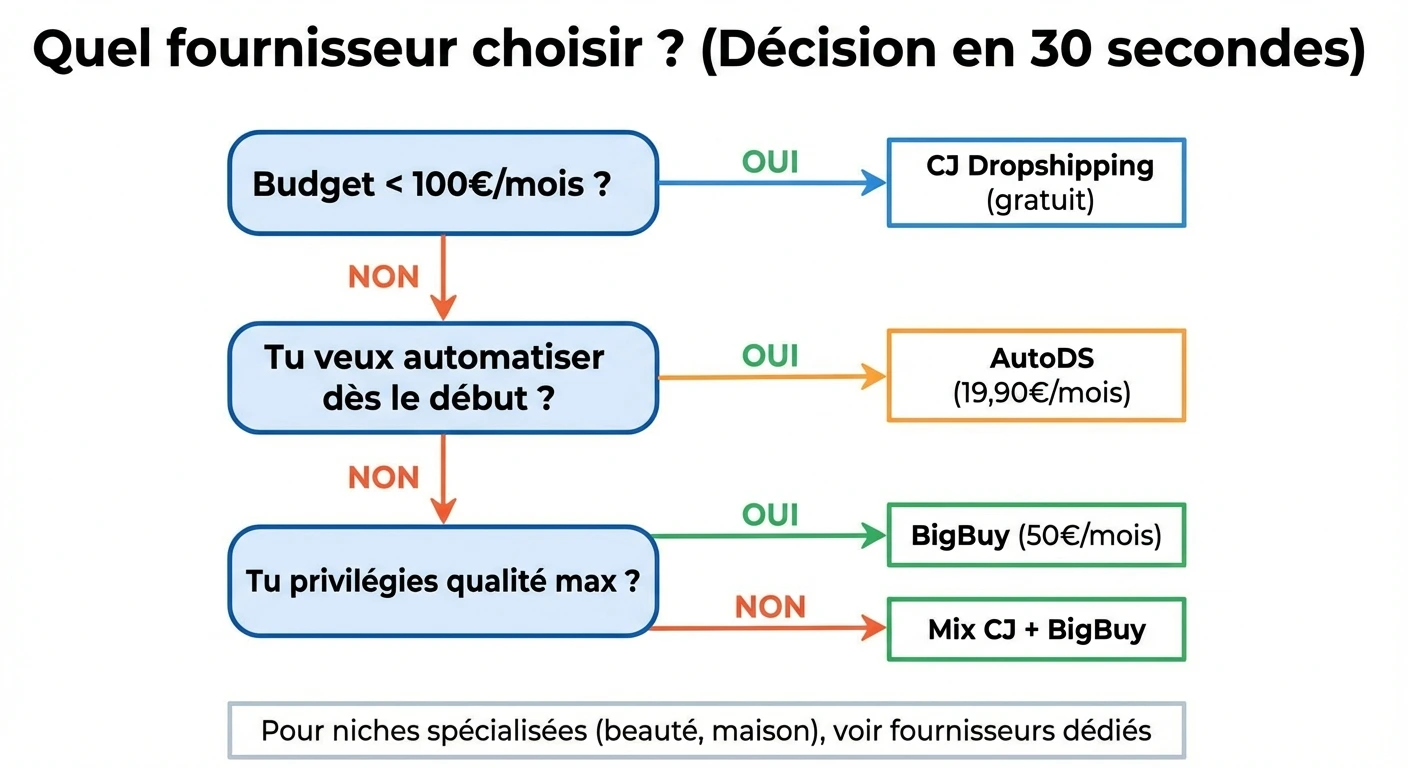 Quel fournisseur choisir ? (Décision en 30 secondes)
Budget < 100€/mois ?
OUI
CJ Dropshipping
(gratuit)
NON
Tu veux automatiser
dès le début ?
OUI
AutoDS
(19,90€/mois)
NON
Tu privilégies qualité max ?
OUI
BigBuy (50€/mois)
NON
Mix CJ + BigBuy
Pour niches spécialisées (beauté, maison), voir fournisseurs dédiés